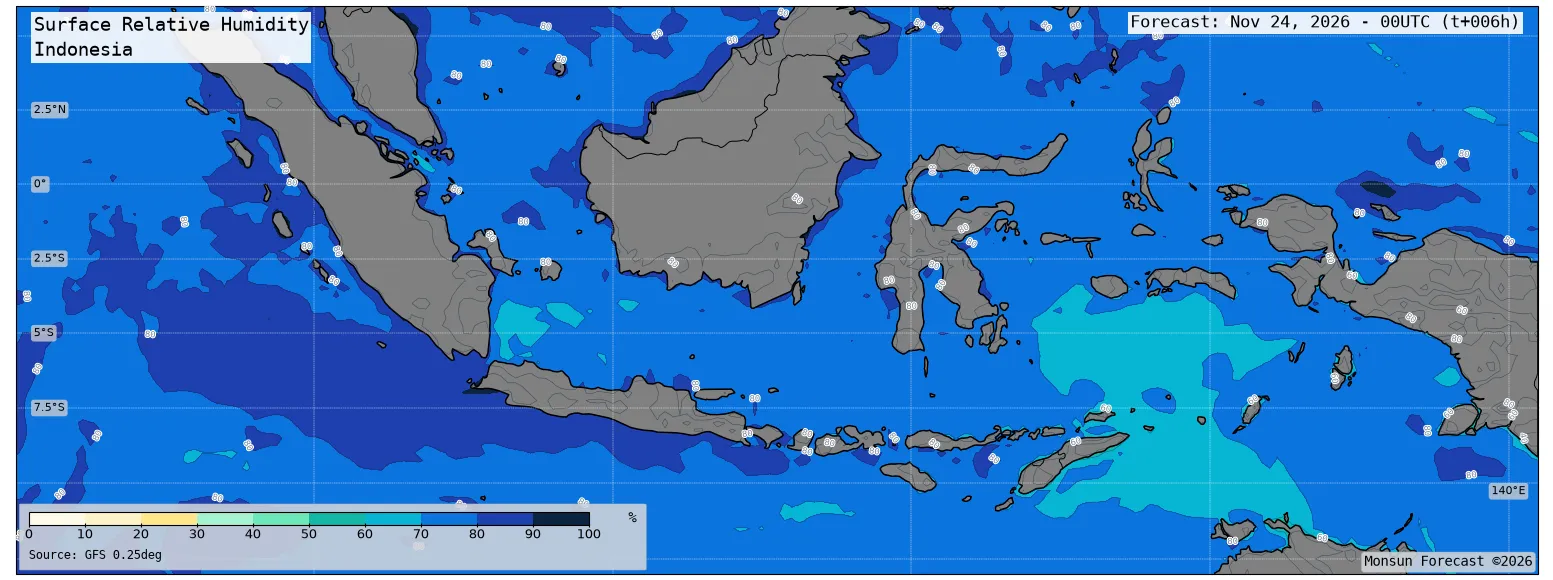 Surface Relative Humidity
Indonesia
Forecast: Nov 24, 2026 - 00UTC (t+006h)
2.5°N
0°
2.5°S
5°S
7.5°S
140°E
%
0 10 20 30 40 50 60 70 80 90 100
Source: GFS 0.25deg
Monsun Forecast ©2026